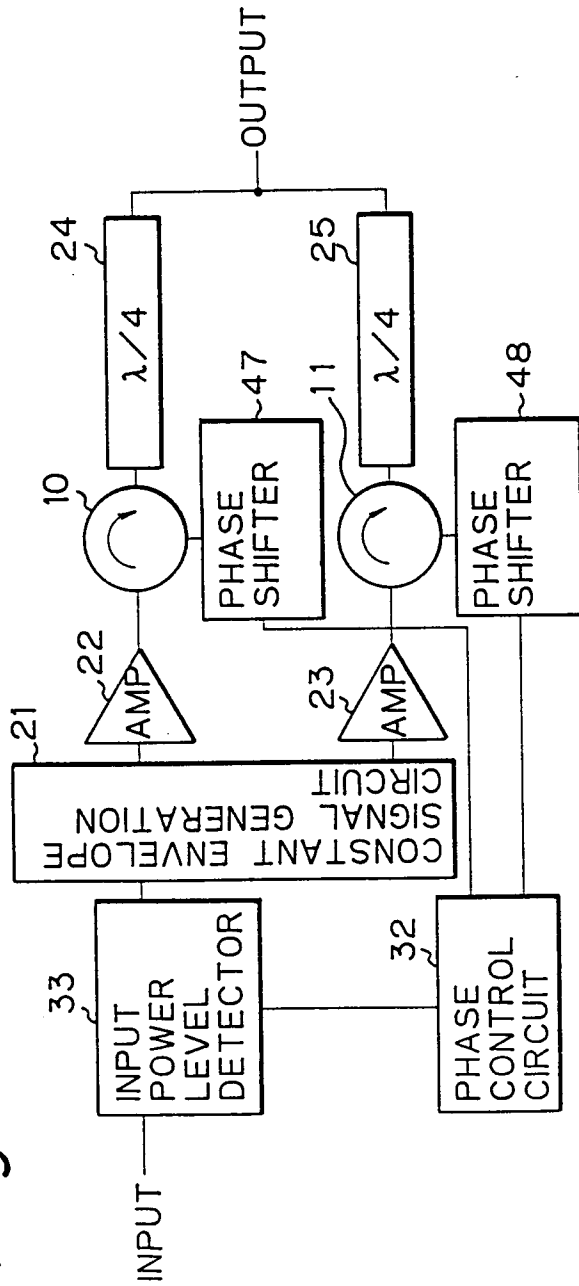 INPUT
33
INPUT
POWER
LEVEL
DETECTOR
21
CONSTANT ENVELOPE
SIGNAL GENERATION
CIRCUIT
22
AMP
23
AMP
10
24
λ/4
47
PHASE
SHIFTER
11
25
λ/4
48
PHASE
SHIFTER
32
PHASE
CONTROL
CIRCUIT
OUTPUT